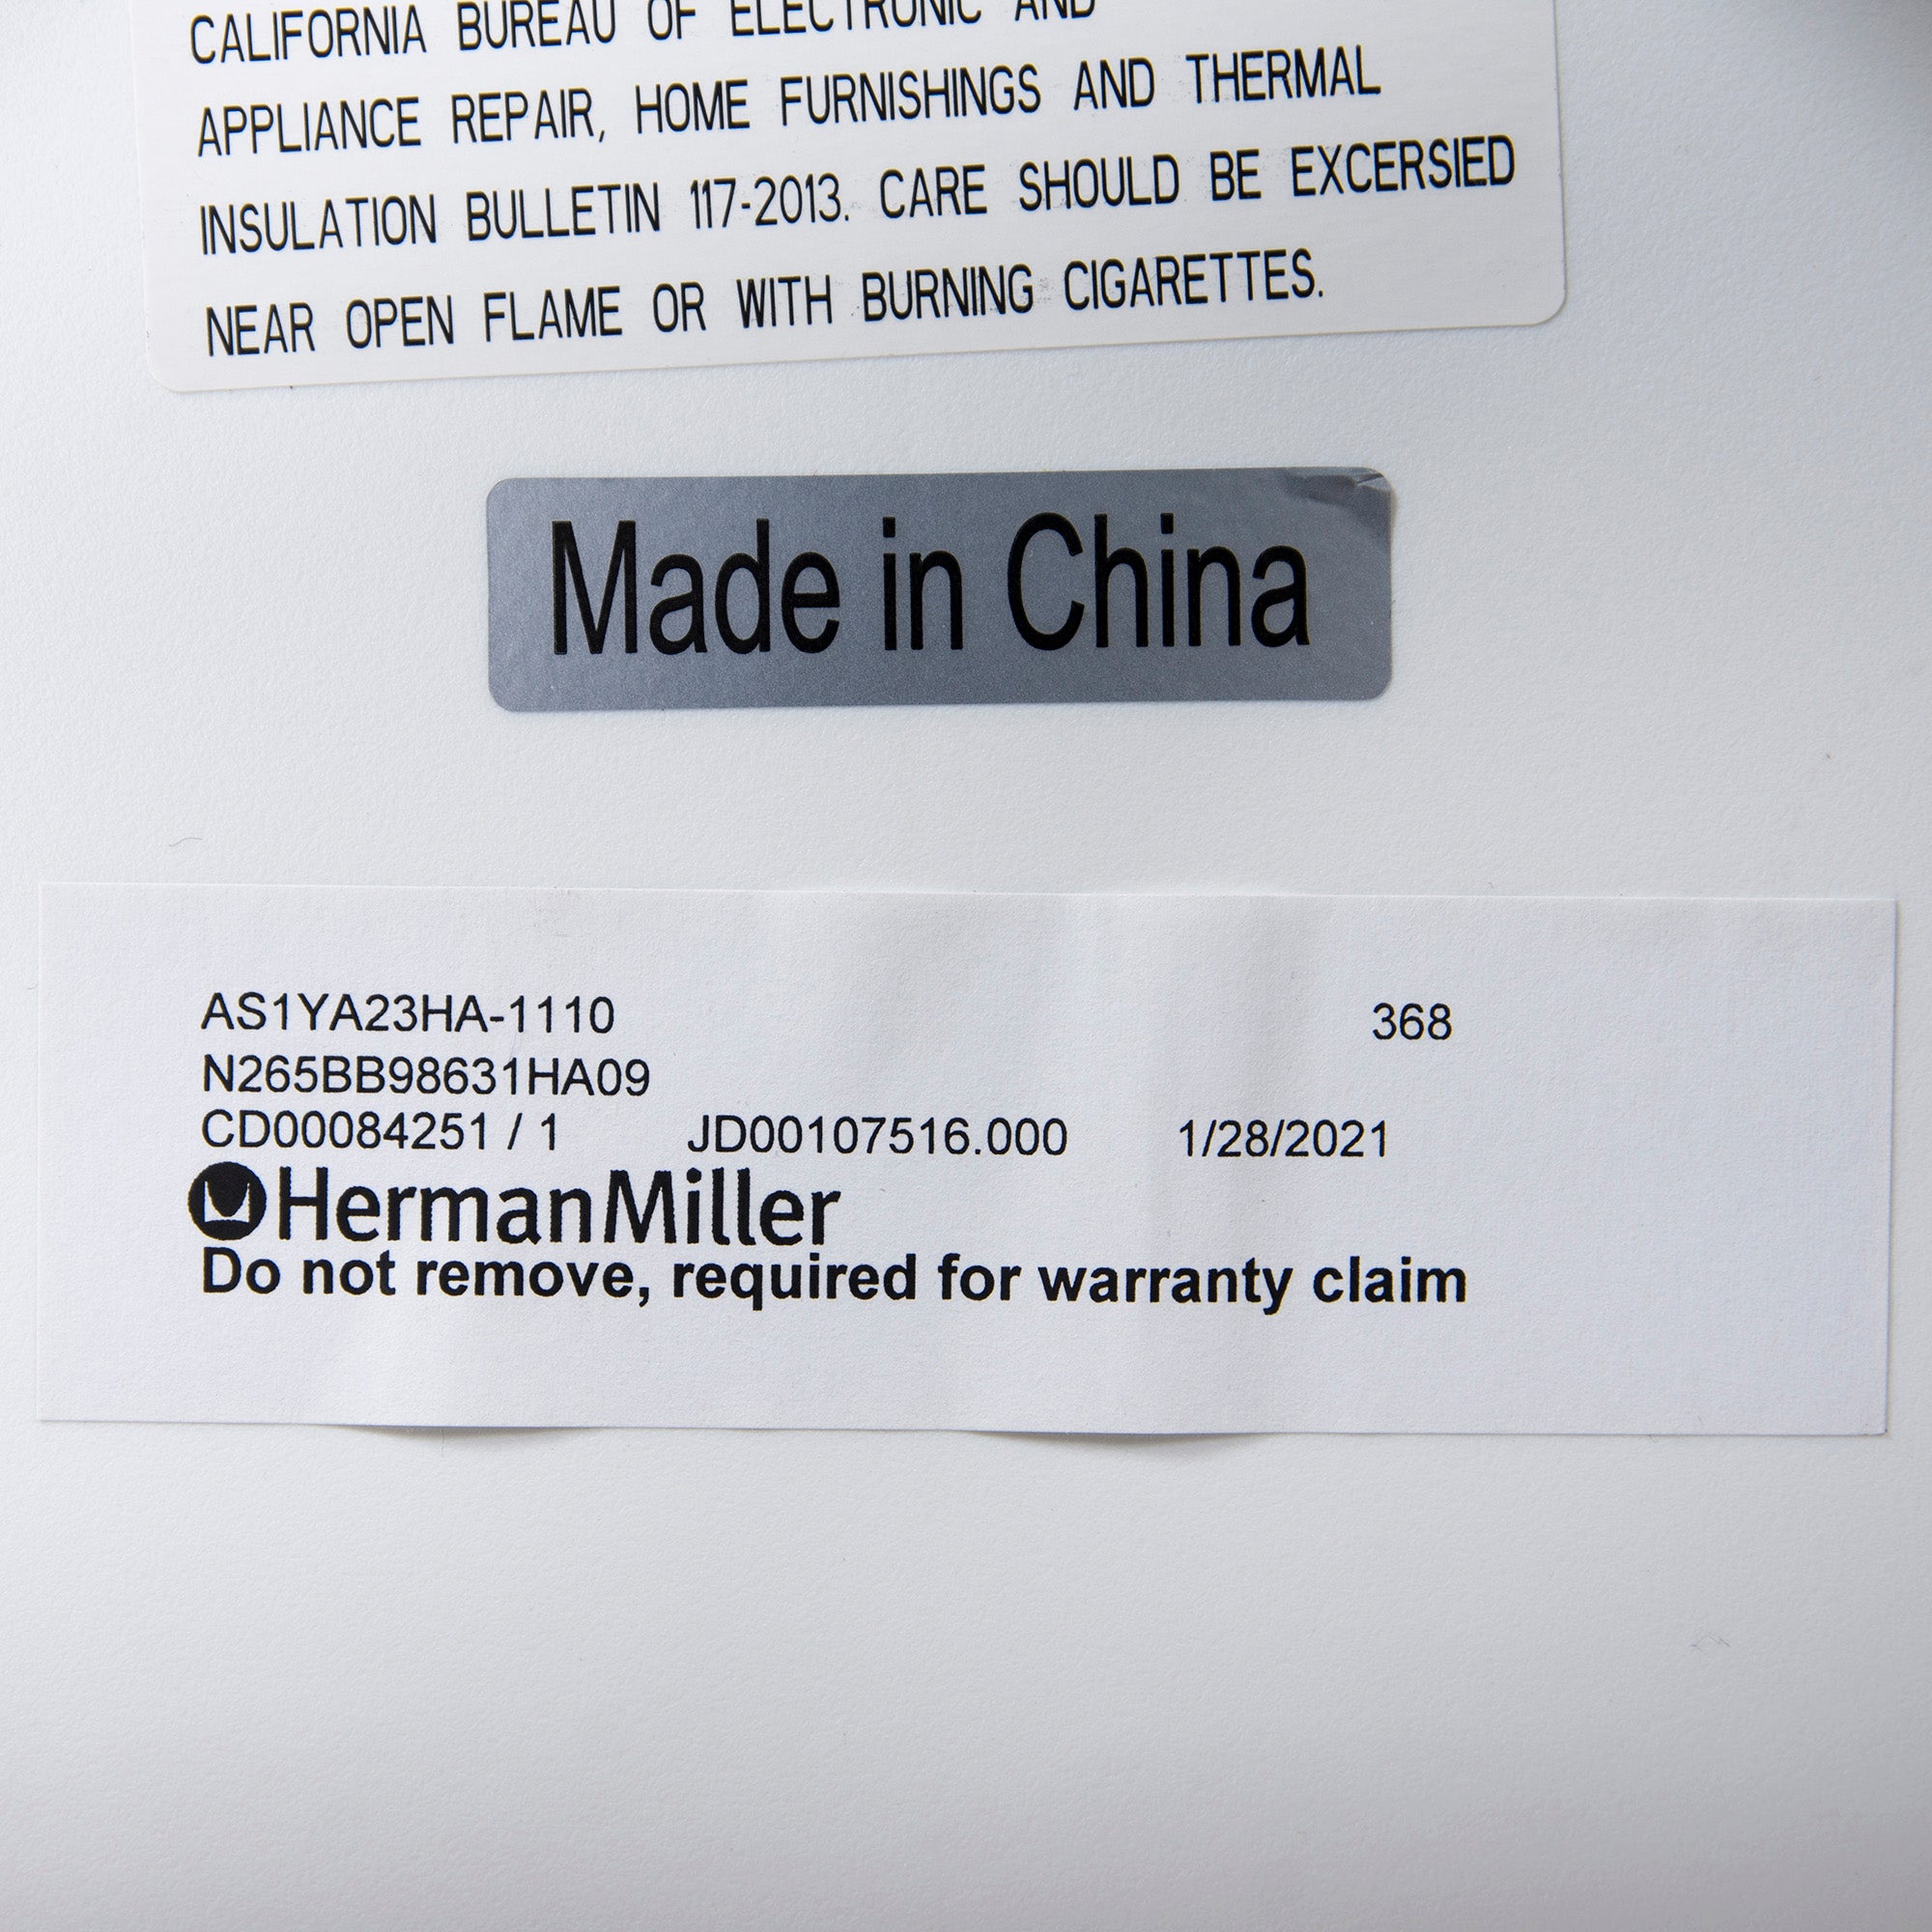 CALIFORNIA BUREAU OF ELECTRONIC AND
APPLIANCE REPAIR, HOME FURNISHINGS AND THERMAL
INSULATION BULLETIN 117-2013. CARE SHOULD BE EXCERSIED
NEAR OPEN FLAME OR WITH BURNING CIGARETTES.
Made in China
AS1YA23HA-1110 368
N265BB98631HA09
CD00084251 / 1 JD00107516.000 1/28/2021
HermanMiller
Do not remove, required for warranty claim